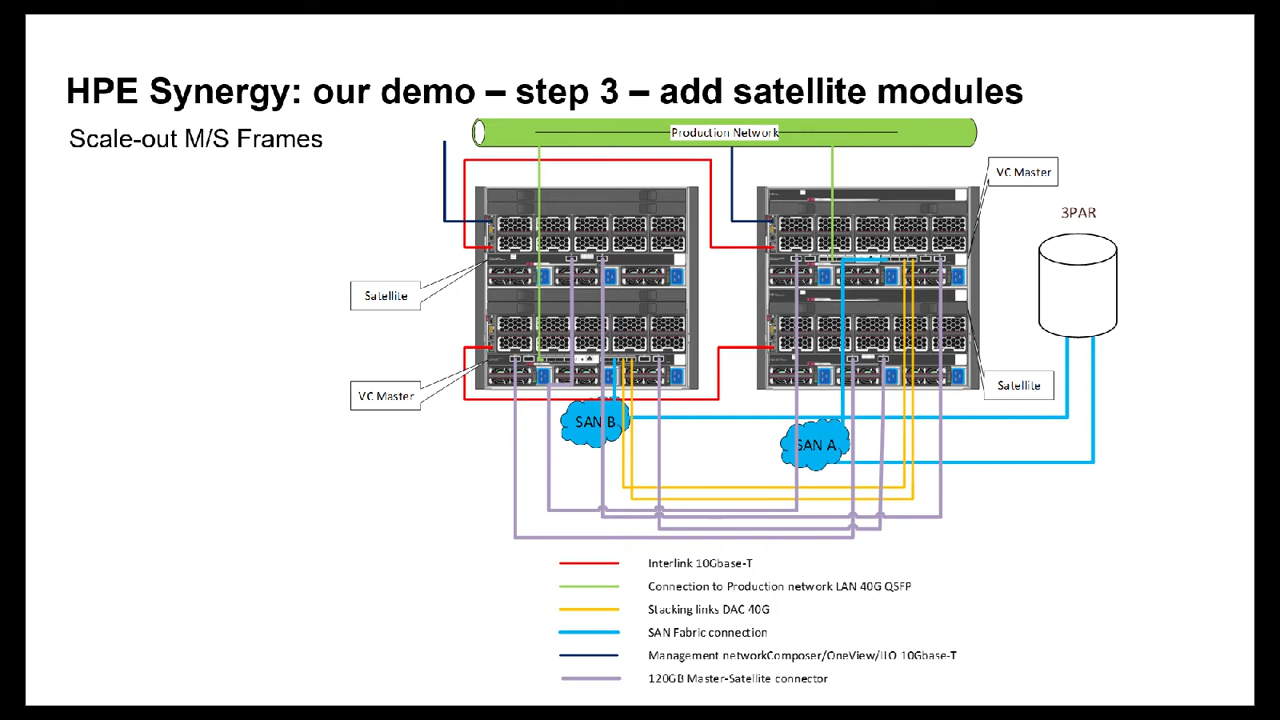 HPE Synergy: our demo – step 3 – add satellite modules
Scale-out M/S Frames
Production Network
VC Master
3PAR
Satellite
VC Master
Satellite
SAN B
SAN A
Interlink 10Gbase-T
Connection to Production network LAN 40G QSFP
Stacking links DAC 40G
SAN Fabric connection
Management networkComposer/OneView/ILO 10Gbase-T
120GB Master-Satellite connector